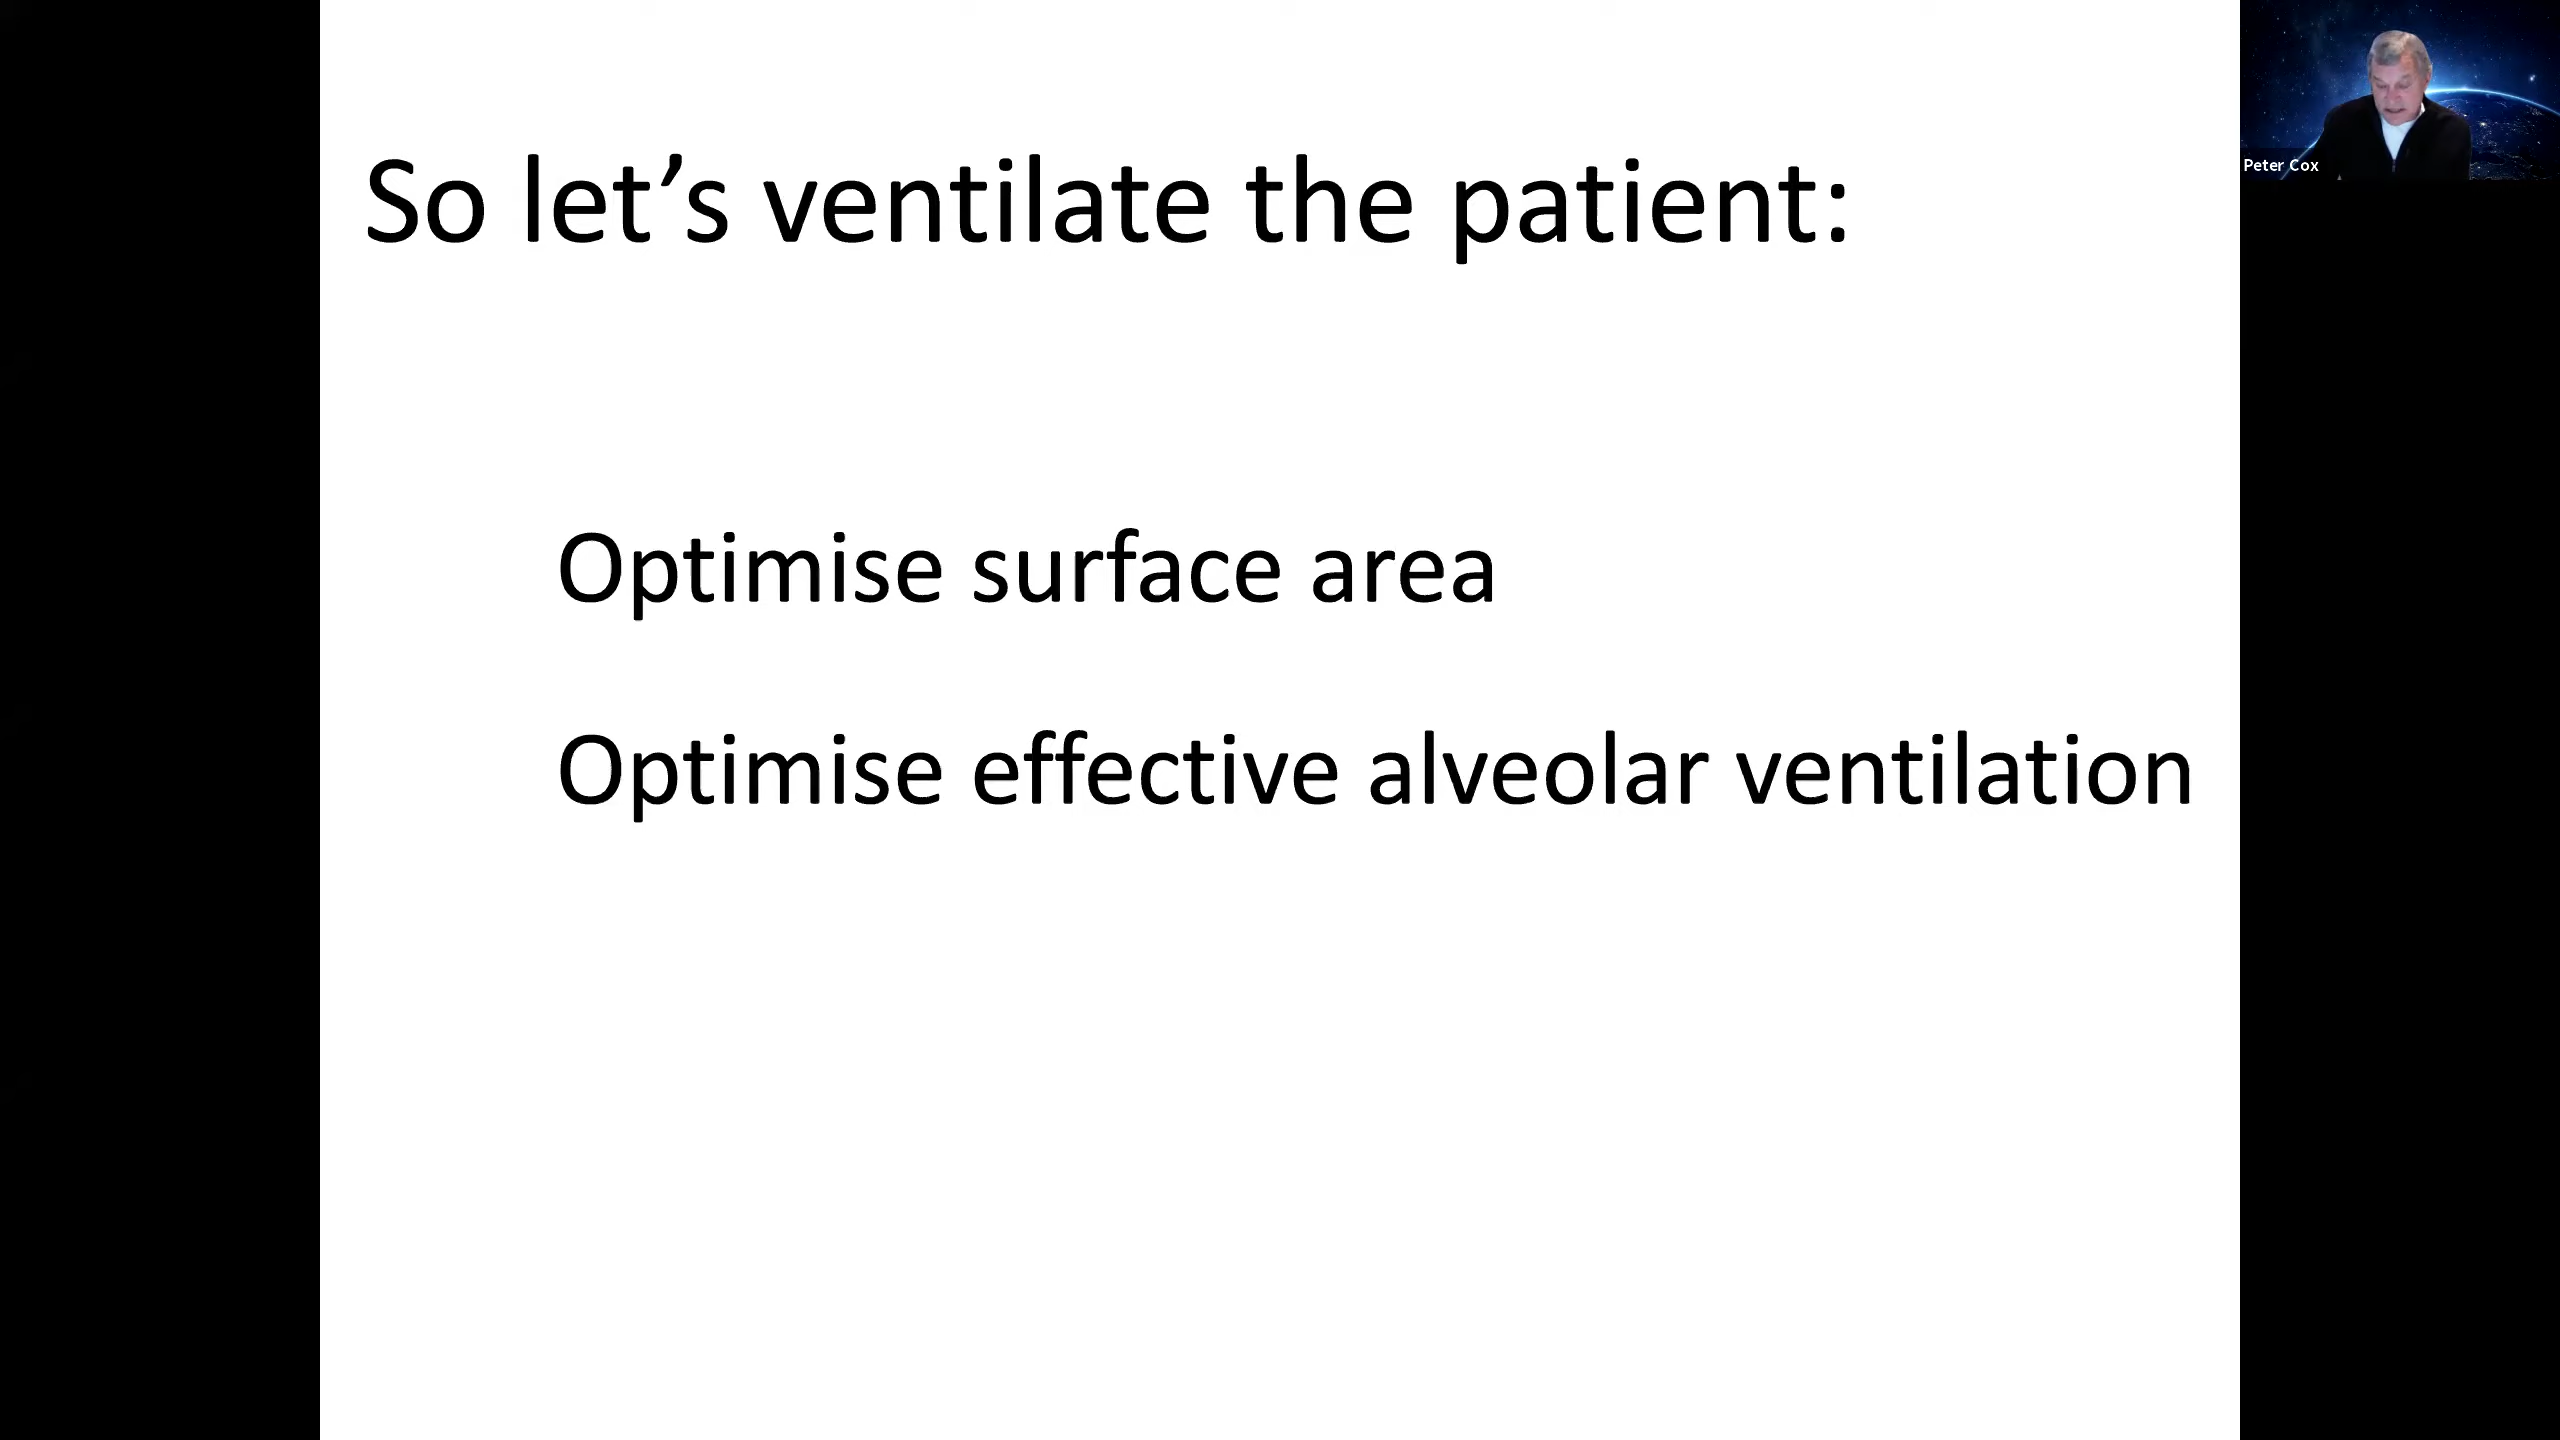 So let’s ventilate the patient:
Optimise surface area
Optimise effective alveolar ventilation
Peter Cox